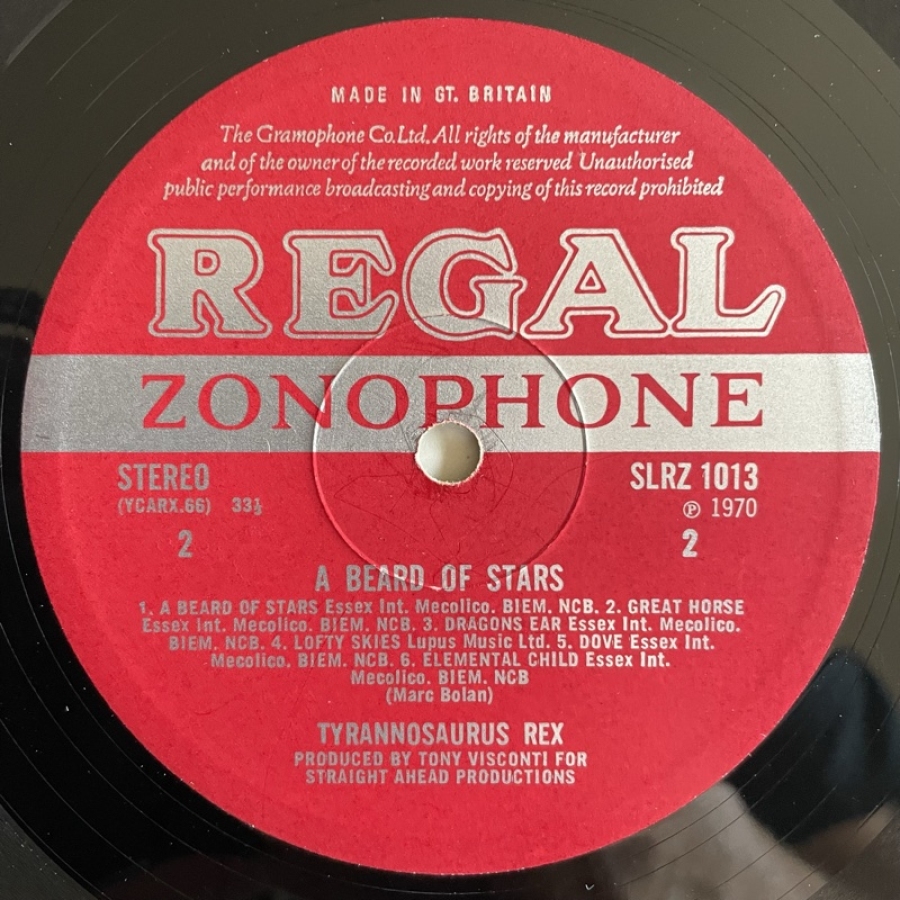 MADE IN GT. BRITAIN
The Gramophone Co. Ltd. All rights of the manufacturer
and of the owner of the recorded work reserved Unauthorised
public performance broadcasting and copying of this record prohibited
REGAL
ZONOPHONE
STEREO SLRZ 1013
(YCARX.66) 33⅓ ℗ 1970
2 2
A BEARD OF STARS
1. A BEARD OF STARS Essex Int. Mecolico. BIEM. NCB. 2. GREAT HORSE
Essex Int. Mecolico. BIEM. NCB. 3. DRAGONS EAR Essex Int. Mecolico.
BIEM. NCB. 4. LOFTY SKIES Lupus Music Ltd. 5. DOVE Essex Int.
Mecolico. BIEM. NCB. 6. ELEMENTAL CHILD Essex Int.
Mecolico. BIEM. NCB
(Marc Bolan)
TYRANNOSAURUS REX
PRODUCED BY TONY VISCONTI FOR
STRAIGHT AHEAD PRODUCTIONS